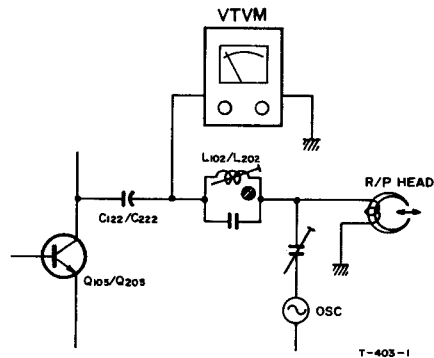 VTVM
L102/L202
R/P HEAD
C122/C222
Q105/Q205
OSC
T-403-1